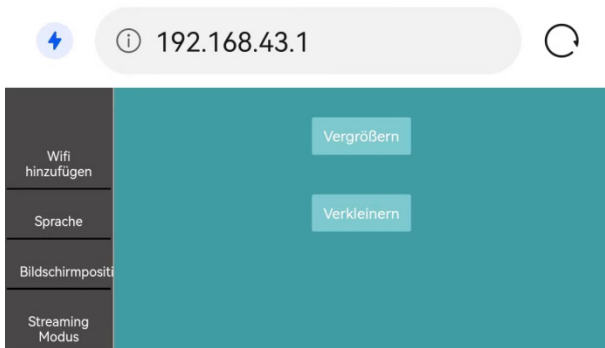 192.168.43.1
Vergrößern
Wifi
hinzufügen
Verkleinern
Sprache
Bildschirmpositi
Streaming
Modus